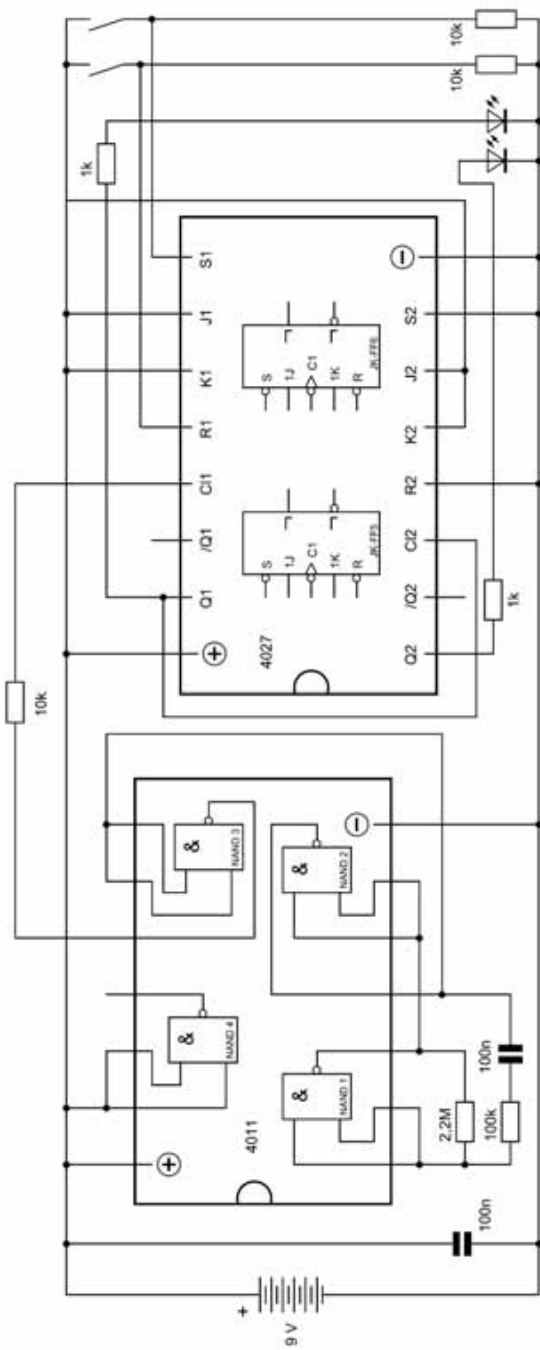 10k
1k
+
9 V
100n
4011
&
NAND 4
&
NAND 3
&
NAND 1
&
NAND 2
2,2M
100k
100n
+
Q1
/Q1
Cl1
R1
K1
J1
S1
4027
S
1J
C1
1K
R
JK-FF5
S
1J
C1
1K
R
JK-FF6
Q2
/Q2
Cl2
R2
K2
J2
S2
1k
10k
10k